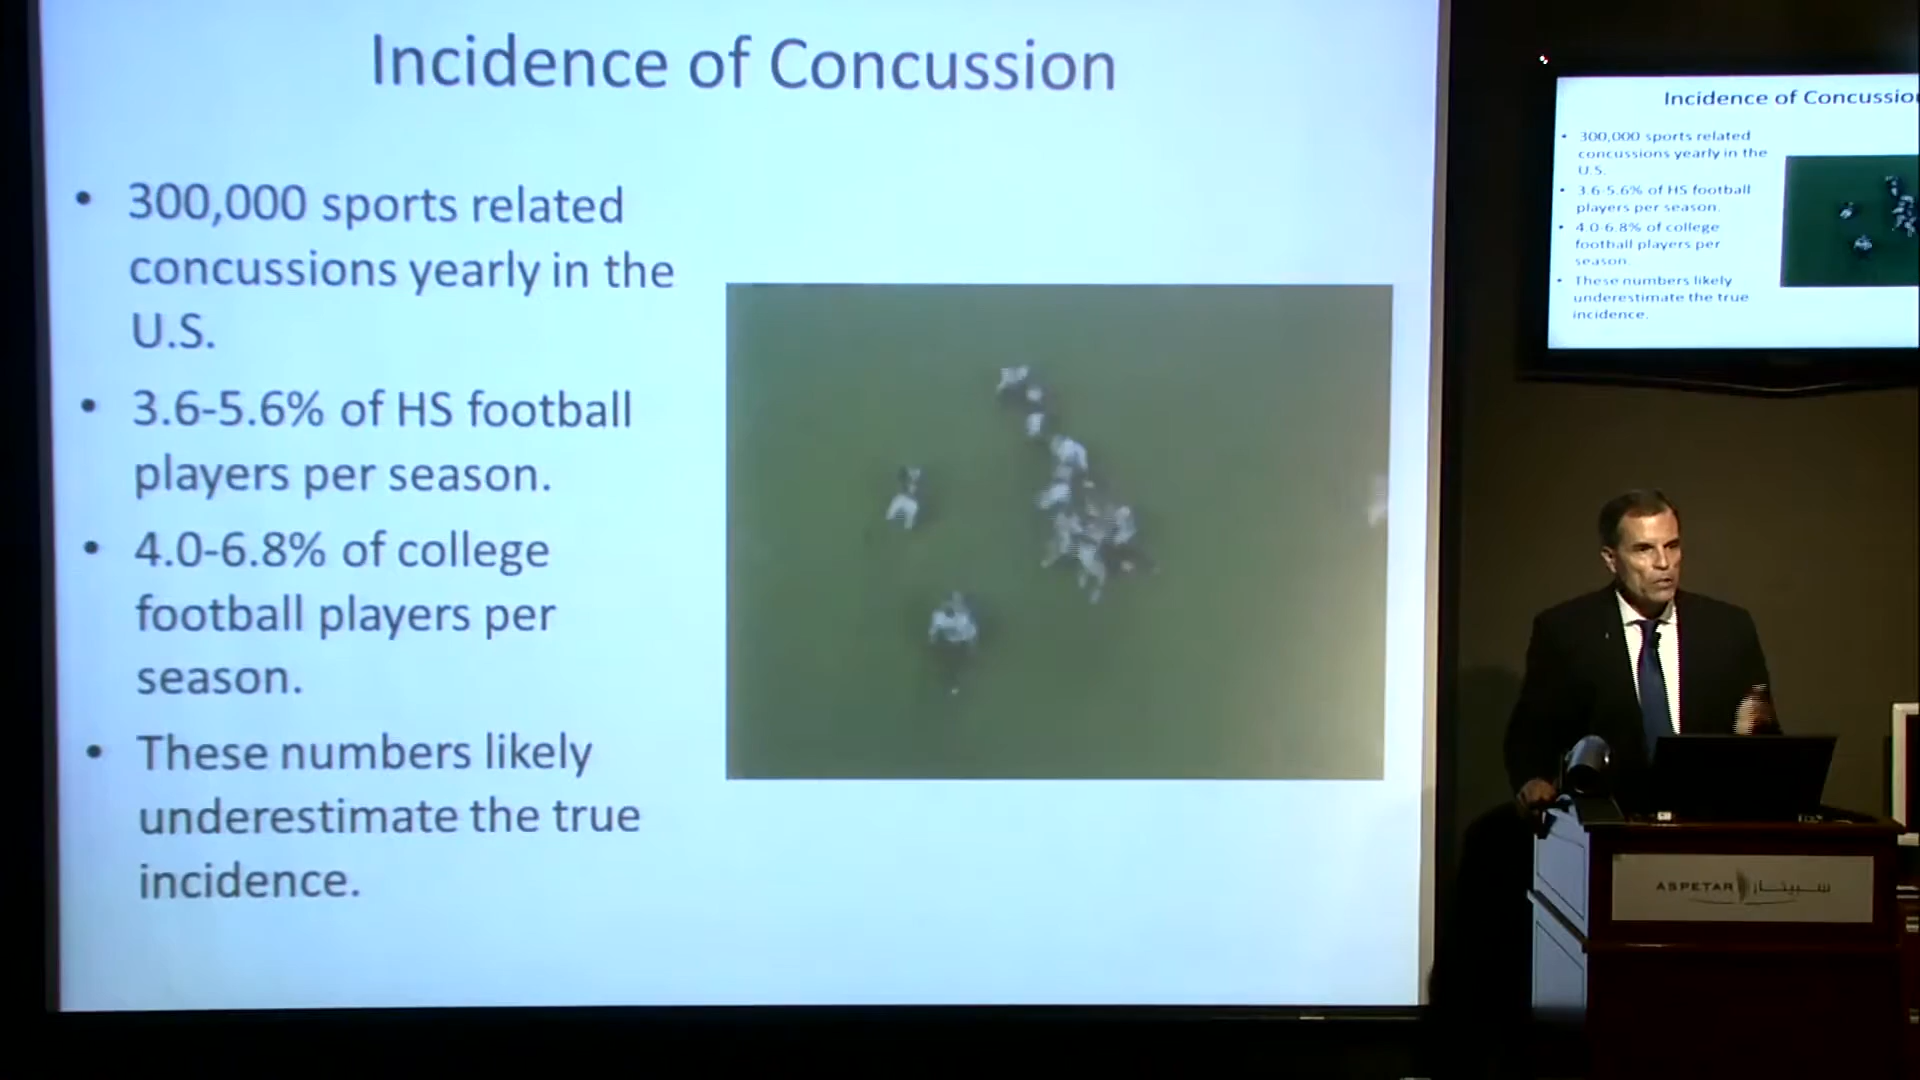 Incidence of Concussion
• 300,000 sports related
concussions yearly in the
U.S.
• 3.6-5.6% of HS football
players per season.
• 4.0-6.8% of college
football players per
season.
• These numbers likely
underestimate the true
incidence.
Incidence of Concussio
• 300,000 sports related
concussions yearly in the
U.S.
• 3.6-5.6% of HS football
players per season.
• 4.0-6.8% of college
football players per
season.
• These numbers likely
underestimate the true
incidence.
ASPETAR سبيتار